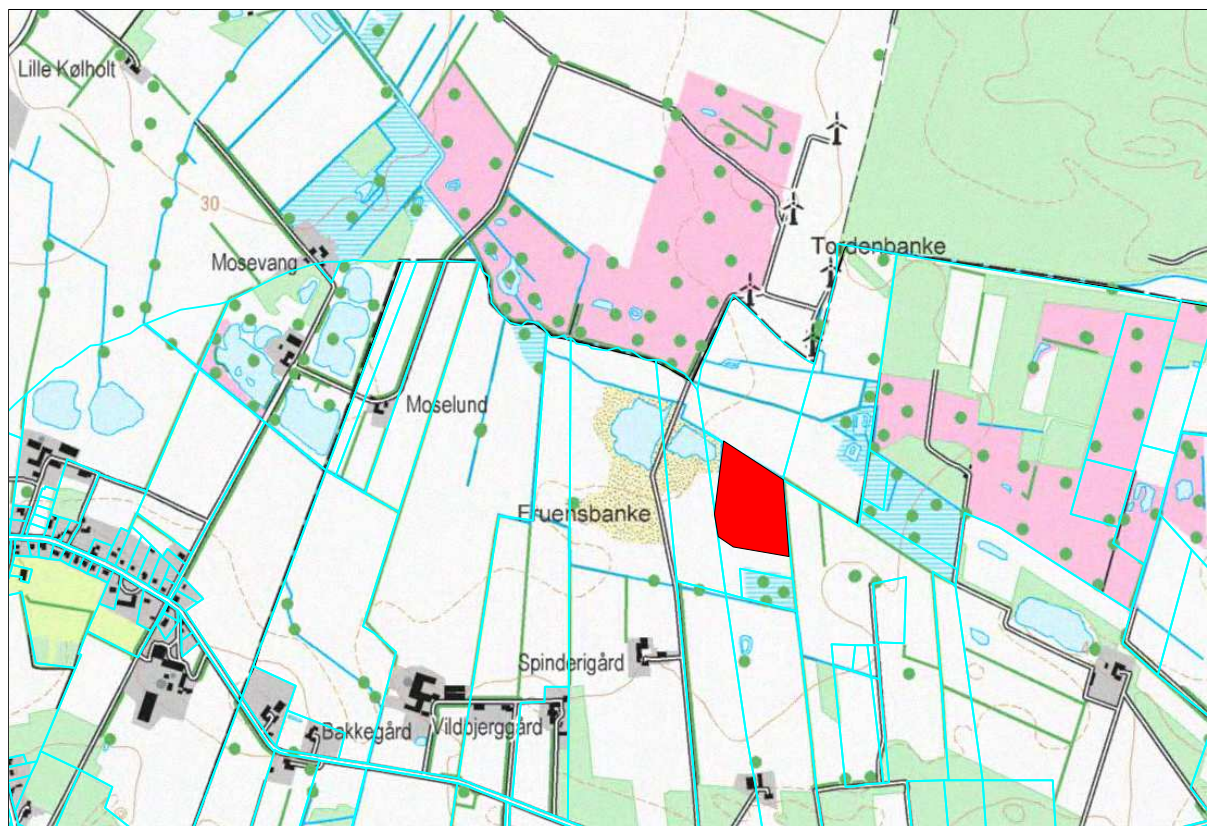 Lille Kølholt
30
Mosevang
Tordenbanke
Moselund
Fruensbanke
Spinderigård
Bakkegård
Vildbjerggård